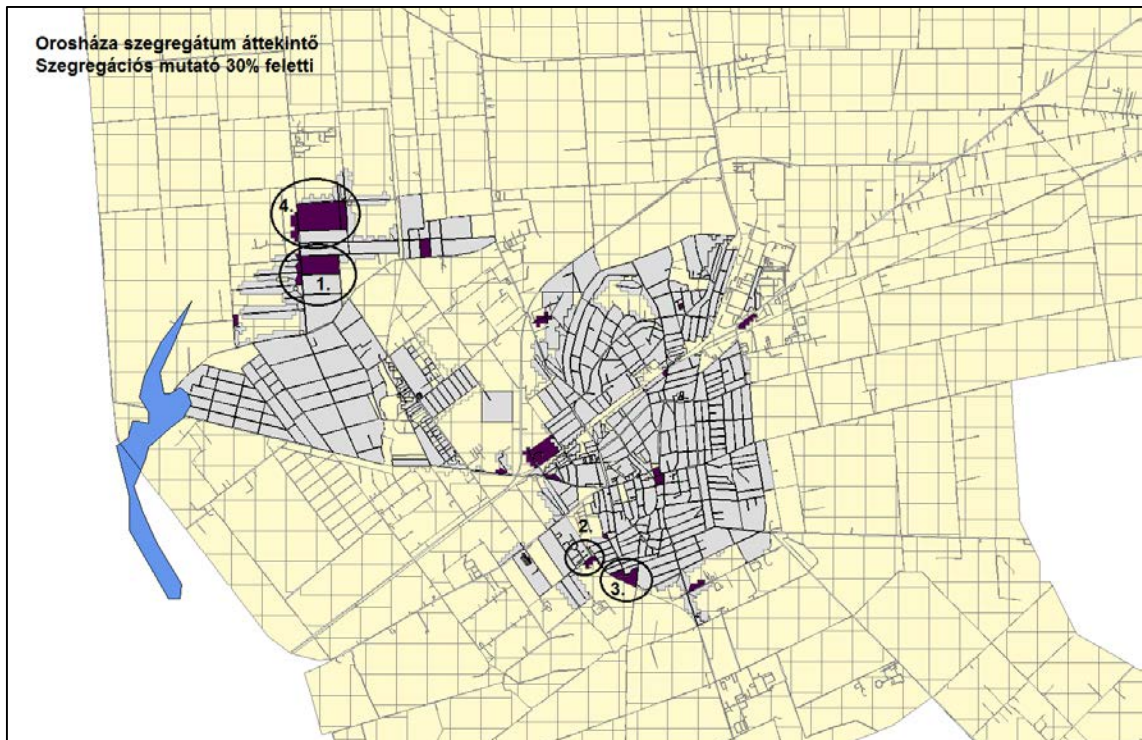 Orosháza szegregátum áttekintő
Szegregációs mutató 30% feletti
4.
1.
2.
3.